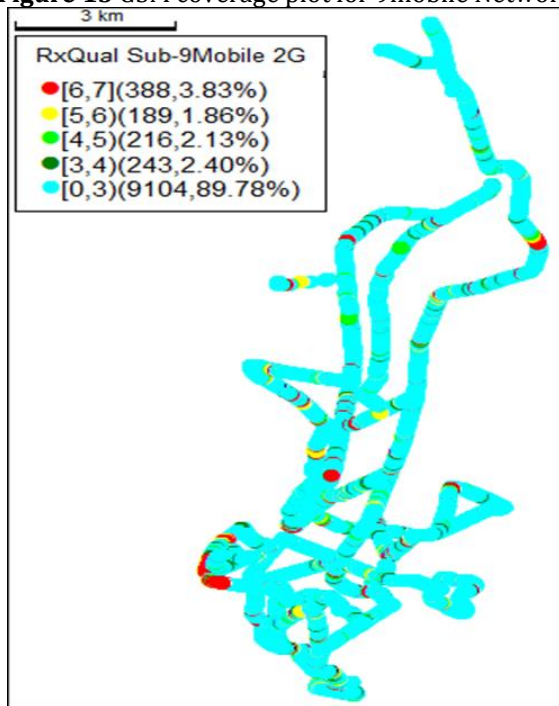 3 km
RxQual Sub-9Mobile 2G
[6,7](388,3.83%)
[5,6)(189,1.86%)
[4,5)(216,2.13%)
[3,4)(243,2.40%)
[0,3)(9104,89.78%)